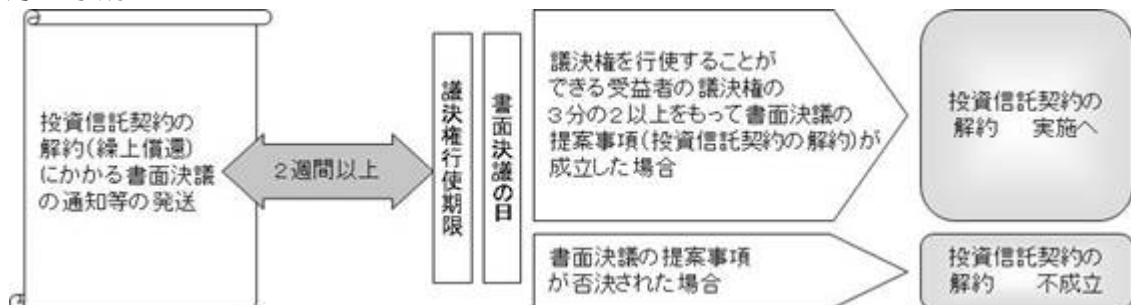 投資信託契約の
解約(繰上償還)
にかかる書面決議
の通知等の発送
2週間以上
議決権行使期限
書面決議の日
議決権を行使することが
できる受益者の議決権の
3分の2以上をもって書面決議の
提案事項(投資信託契約の解約)が
成立した場合
投資信託契約の
解約 実施へ
書面決議の提案事項
が否決された場合
投資信託契約の
解約 不成立